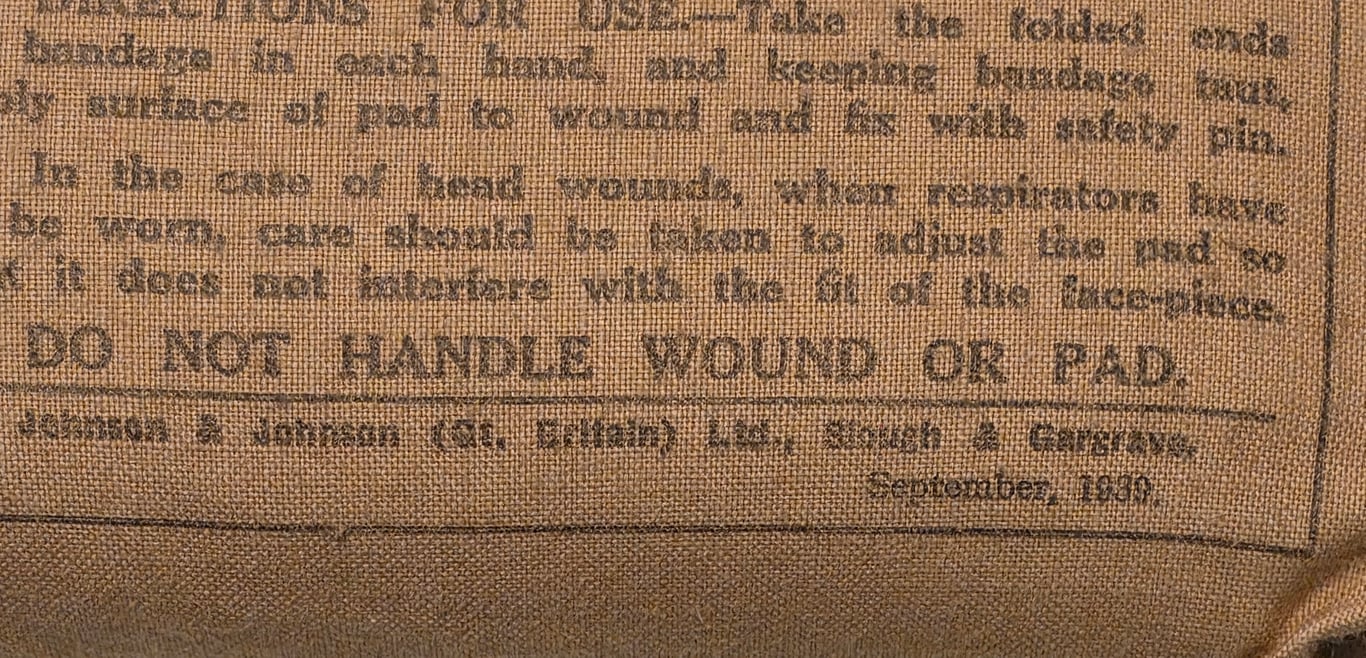 DIRECTIONS FOR USE.—Take the folded ends
bandage in each hand, and keeping bandage taut,
ply surface of pad to wound and fix with safety pin.
In the case of head wounds, when respirators have
be worn, care should be taken to adjust the pad so
t it does not interfere with the fit of the face-piece.
DO NOT HANDLE WOUND OR PAD.
Johnson & Johnson (Gt. Britain) Ltd., Slough & Gargrave.
September, 1939.